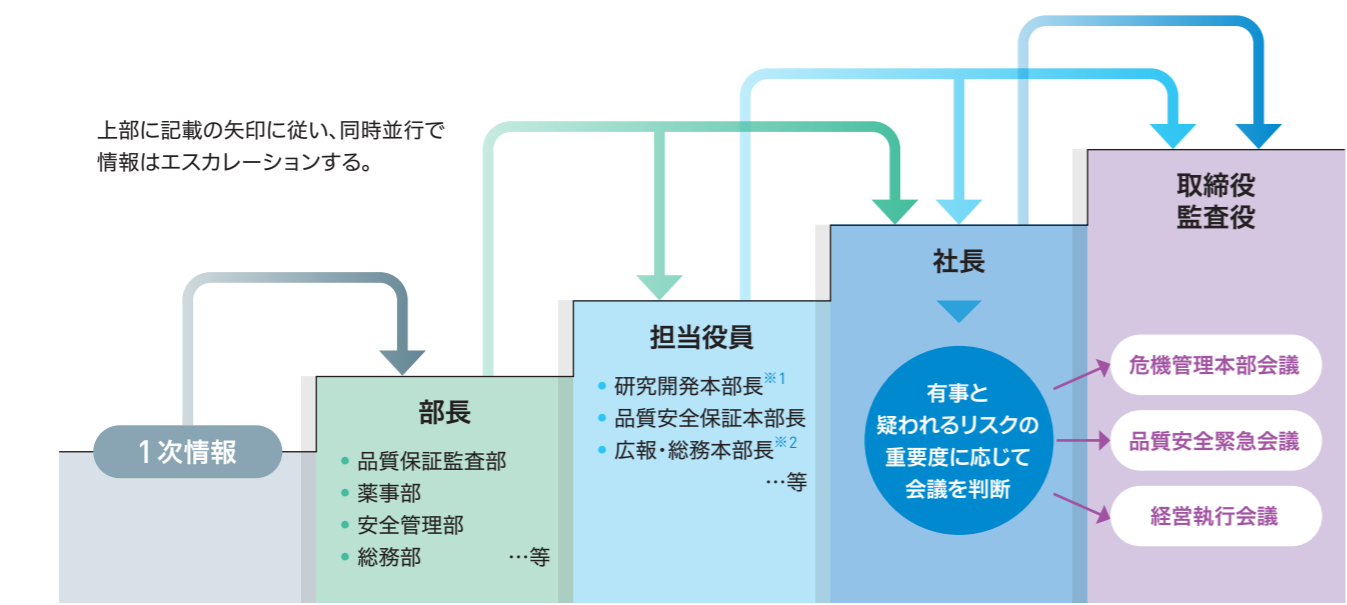 上部に記載の矢印に従い、同時並行で
情報はエスカレーションする。
1次情報
部長
• 品質保証監査部
• 薬事部
• 安全管理部
• 総務部 …等
担当役員
• 研究開発本部長※1
• 品質安全保証本部長
• 広報・総務本部長※2
…等
社長
有事と
疑われるリスクの
重要度に応じて
会議を判断
取締役
監査役
危機管理本部会議
品質安全緊急会議
経営執行会議